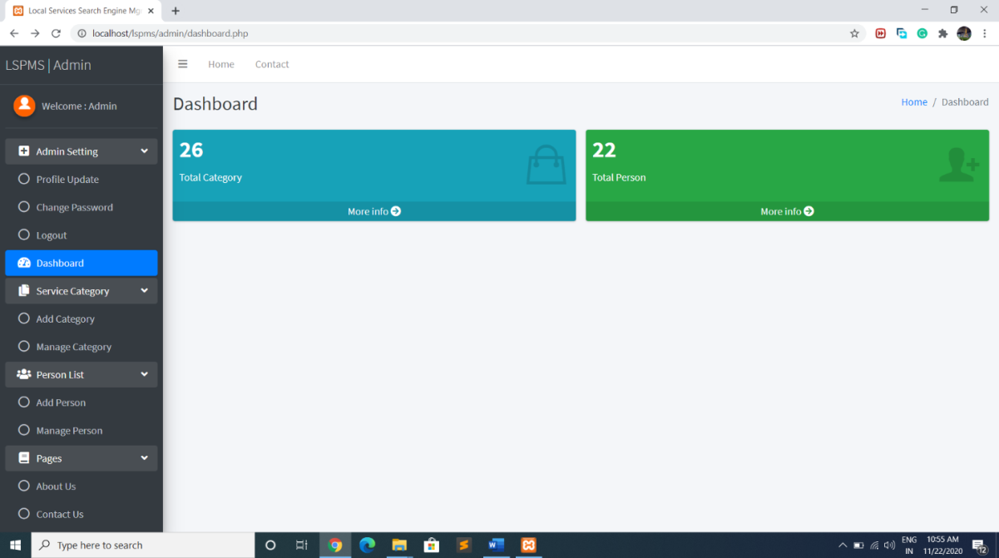 Local Services Search Engine Mg
localhost/lspms/admin/dashboard.php
LSPMS | Admin
Home
Contact
Welcome : Admin
Dashboard
Home / Dashboard
Admin Setting
Profile Update
Change Password
Logout
Dashboard
Service Category
Add Category
Manage Category
Person List
Add Person
Manage Person
Pages
About Us
Contact Us
26
Total Category
More info
22
Total Person
More info
Type here to search
ENG
IN
10:55 AM
11/22/2020
12